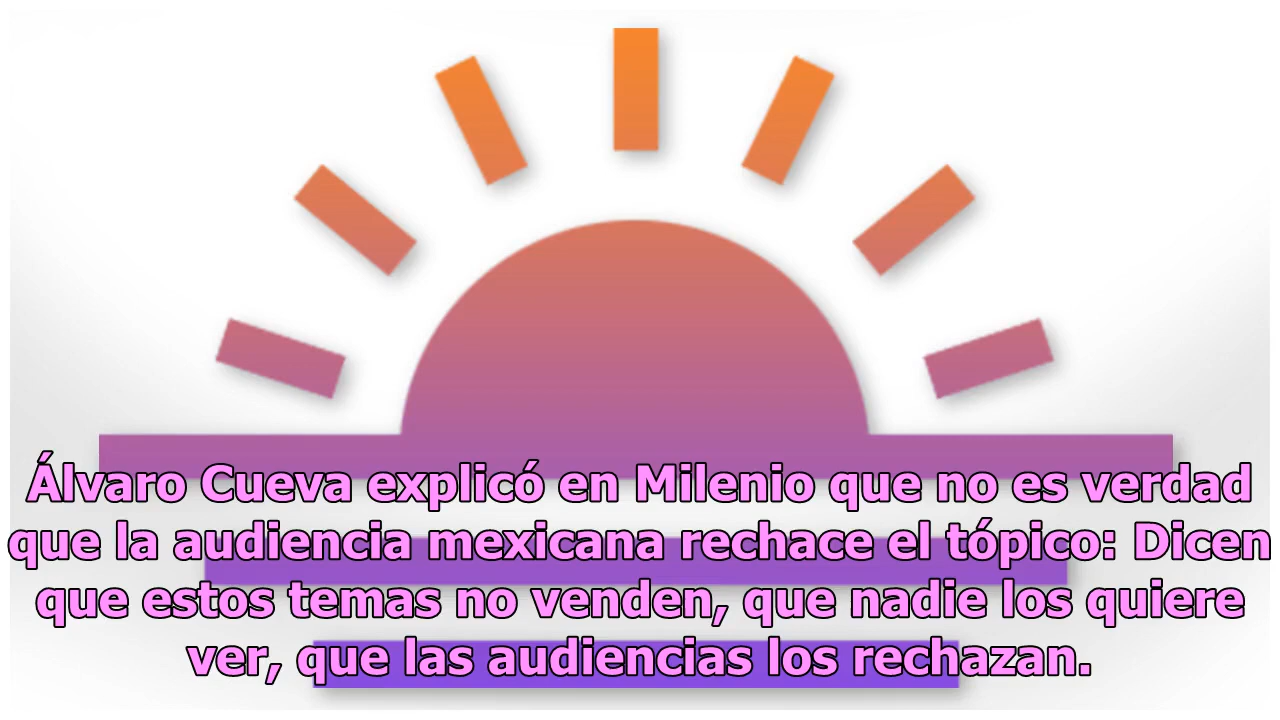 Álvaro Cueva explicó en Milenio que no es verdad
que la audiencia mexicana rechace el tópico: Dicen
que estos temas no venden, que nadie los quiere
ver, que las audiencias los rechazan.